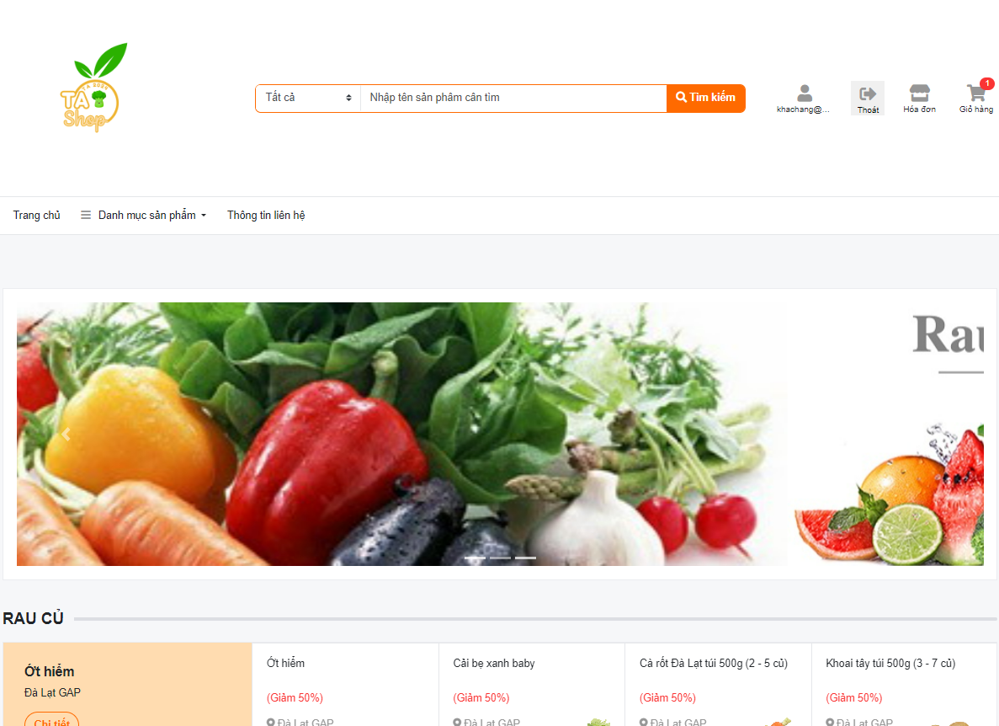 TA 2021
TA
Shop
Tất cả
Nhập tên sản phẩm cần tìm
Tìm kiếm
khachang@...
Thoát
Hóa đơn
1
Giỏ hàng
Trang chủ
Danh mục sản phẩm
Thông tin liên hệ
Rau
RAU CỦ
Ớt hiểm
Đà Lạt GAP
Chi tiết
Ớt hiểm
(Giảm 50%)
Đà Lạt GAP
Cải bẹ xanh baby
(Giảm 50%)
Đà Lạt GAP
Cà rốt Đà Lạt túi 500g (2 - 5 củ)
(Giảm 50%)
Đà Lạt GAP
Khoai tây túi 500g (3 - 7 củ)
(Giảm 50%)
Đà Lạt GAP